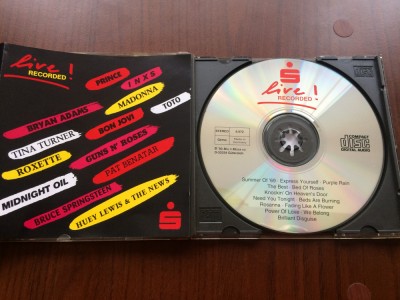 live!
RECORDED
PRINCE
INXS
MADONNA
TOTO
BRYAN ADAMS
BON JOVI
TINA TURNER
GUNS N' ROSES
ROXETTE
PAT BENATAR
MIDNIGHT OIL
BRUCE SPRINGSTEEN
HUEY LEWIS & THE NEWS
S
S
live!
RECORDED
STEREO
COMPACT
disc
DIGITAL AUDIO
Summer Of '69 · Express Yourself · Purple Rain
The Best · Bed Of Roses
Knockin' On Heaven's Door
Need You Tonight · Beds Are Burning
Rosanna · Fading Like A Flower
Power Of Love · We Belong
Brilliant Disguise